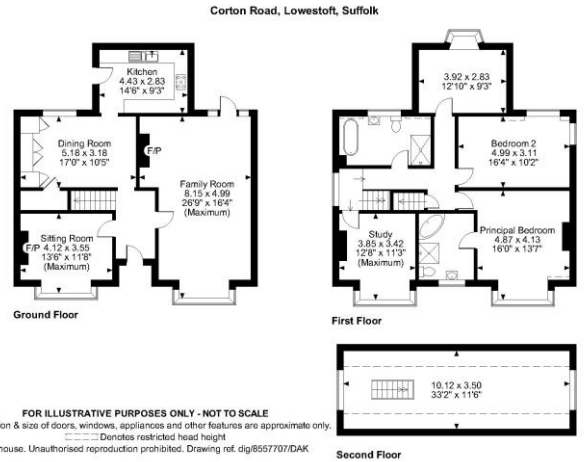 Corton Road, Lowestoft, Suffolk
Kitchen
4.43 x 2.83
14'6" x 9'3"
Dining Room
5.18 x 3.18
17'0" x 10'5"
F/P
Family Room
8.15 x 4.99
26'9" x 16'4"
(Maximum)
Sitting Room
F/P 4.12 x 3.55
13'6" x 11'8"
(Maximum)
Ground Floor
3.92 x 2.83
12'10" x 9'3"
Bedroom 2
4.99 x 3.11
16'4" x 10'2"
Study
3.85 x 3.42
12'8" x 11'3"
(Maximum)
Principal Bedroom
4.87 x 4.13
16'0" x 13'7"
First Floor
10.12 x 3.50
33'2" x 11'6"
Second Floor
FOR ILLUSTRATIVE PURPOSES ONLY - NOT TO SCALE
on & size of doors, windows, appliances and other features are approximate only.
Denotes restricted head height
house. Unauthorised reproduction prohibited. Drawing ref. dig/8557707/DAK